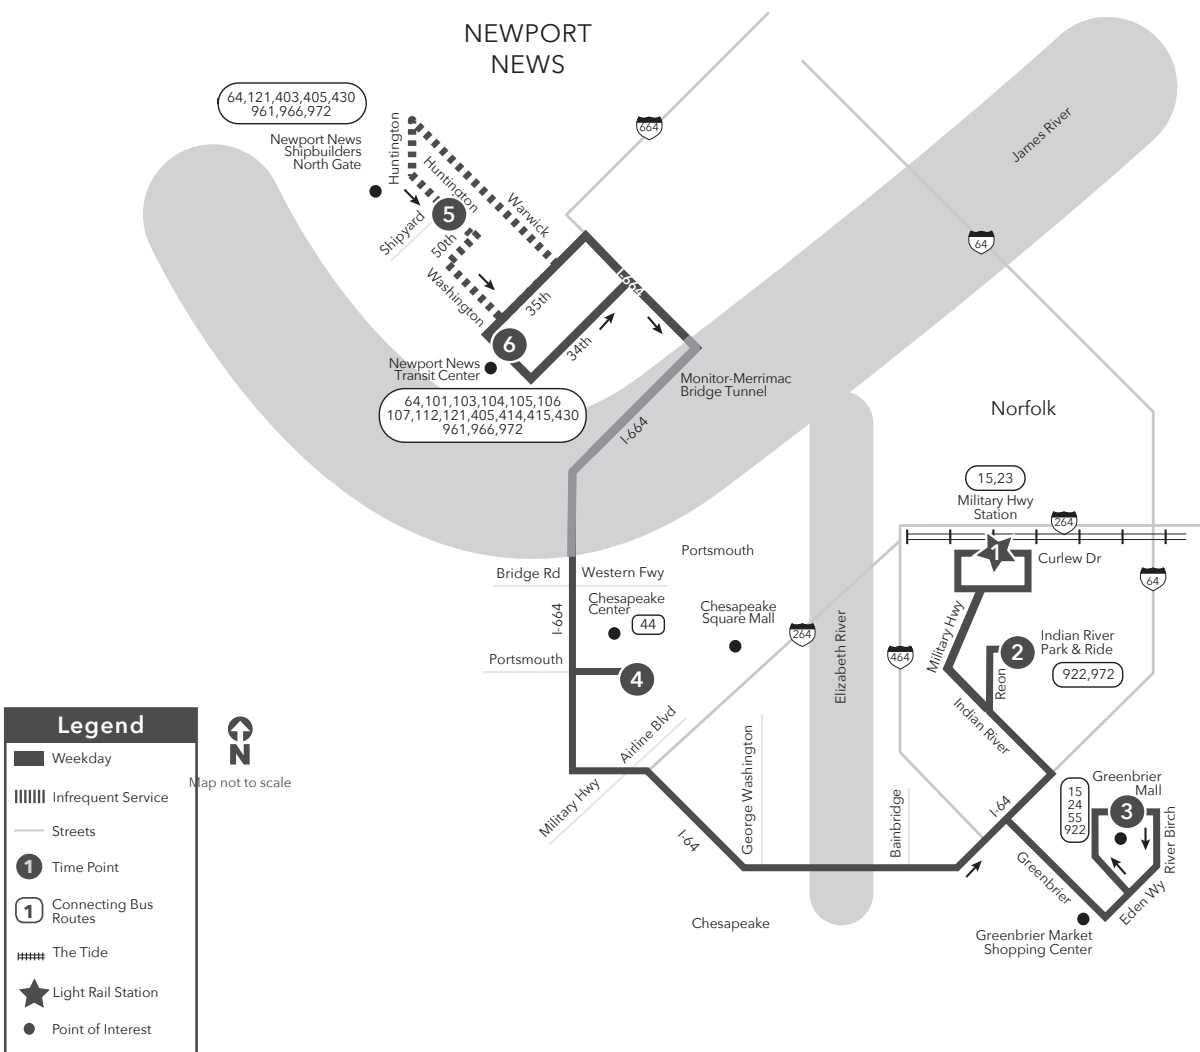 NEWPORT
NEWS
64,121,403,405,430
961,966,972
Newport News
Shipbuilders
North Gate
Huntington
Huntington
Warwick
Shipyard
5
50th
Washington
35th
34th
6
Newport News
Transit Center
64,101,103,104,105,106
107,112,121,405,414,415,430
961,966,972
664
I-664
James River
64
Monitor-Merrimac
Bridge Tunnel
I-664
Norfolk
15,23
Military Hwy
Station
264
1
Curlew Dr
64
Portsmouth
Bridge Rd
Western Fwy
Chesapeake
Center
44
Chesapeake
Square Mall
264
I-664
Portsmouth
4
Elizabeth River
464
Military Hwy
2
Indian River
Park & Ride
922,972
Reon
Indian River
Airline Blvd
Military Hwy
I-64
George Washington
Bainbridge
I-64
15
24
55
922
Greenbrier
Mall
3
River Birch
Greenbrier
Eden Wy
Greenbrier Market
Shopping Center
Chesapeake
Legend
Weekday
Infrequent Service
Streets
1
Time Point
1
Connecting Bus
Routes
The Tide
Light Rail Station
Point of Interest
N
Map not to scale